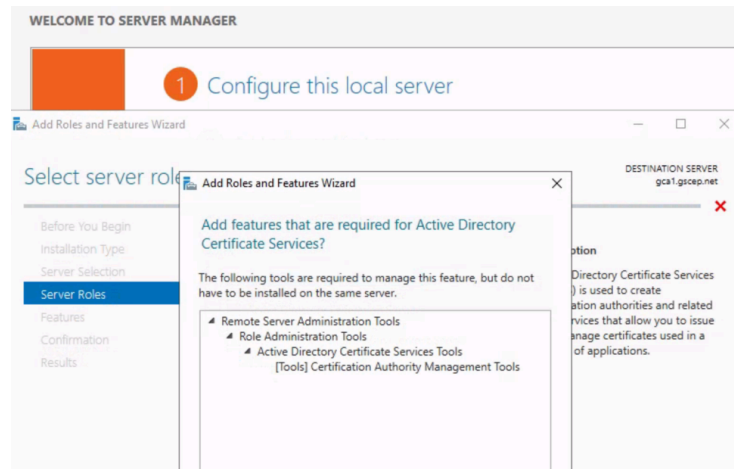 WELCOME TO SERVER MANAGER
1 Configure this local server
Add Roles and Features Wizard
Select server role
DESTINATION SERVER
gca1.gscep.net
Before You Begin
Installation Type
Server Selection
Server Roles
Features
Confirmation
Results
Add Roles and Features Wizard
Add features that are required for Active Directory
Certificate Services?
The following tools are required to manage this feature, but do not
have to be installed on the same server.
Remote Server Administration Tools
Role Administration Tools
Active Directory Certificate Services Tools
[Tools] Certification Authority Management Tools
ption
Directory Certificate Services
) is used to create
ation authorities and related
rvices that allow you to issue
anage certificates used in a
of applications.